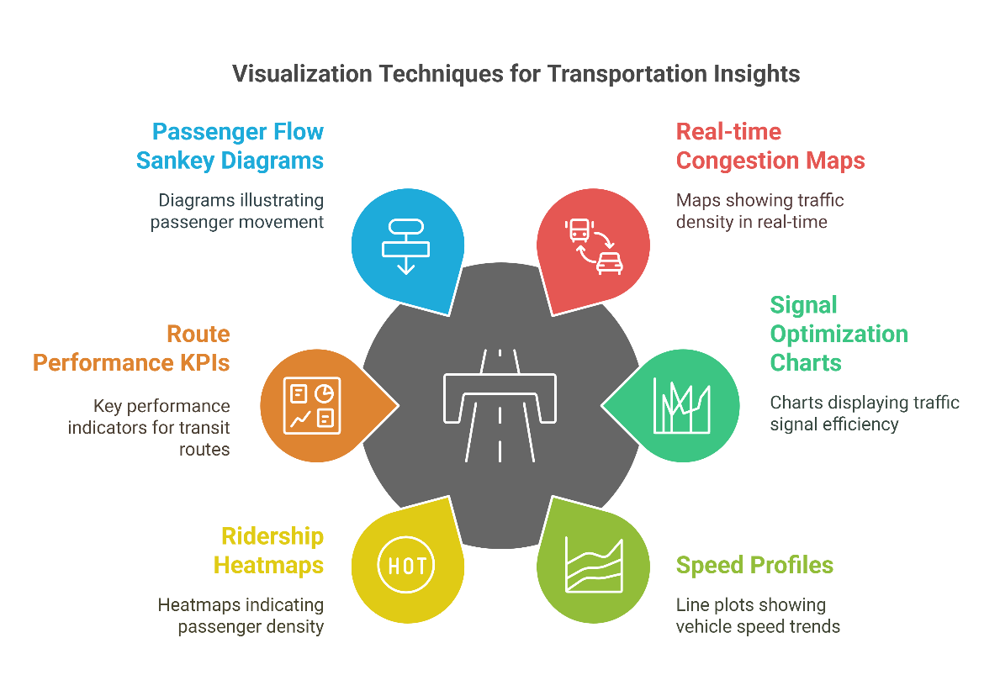 Visualization Techniques for Transportation Insights
Passenger Flow
Sankey Diagrams
Diagrams illustrating
passenger movement
Real-time
Congestion Maps
Maps showing traffic
density in real-time
Route
Performance KPIs
Key performance
indicators for transit
routes
Signal
Optimization
Charts
Charts displaying traffic
signal efficiency
Ridership
Heatmaps
Heatmaps indicating
passenger density
HOT
Speed Profiles
Line plots showing
vehicle speed trends